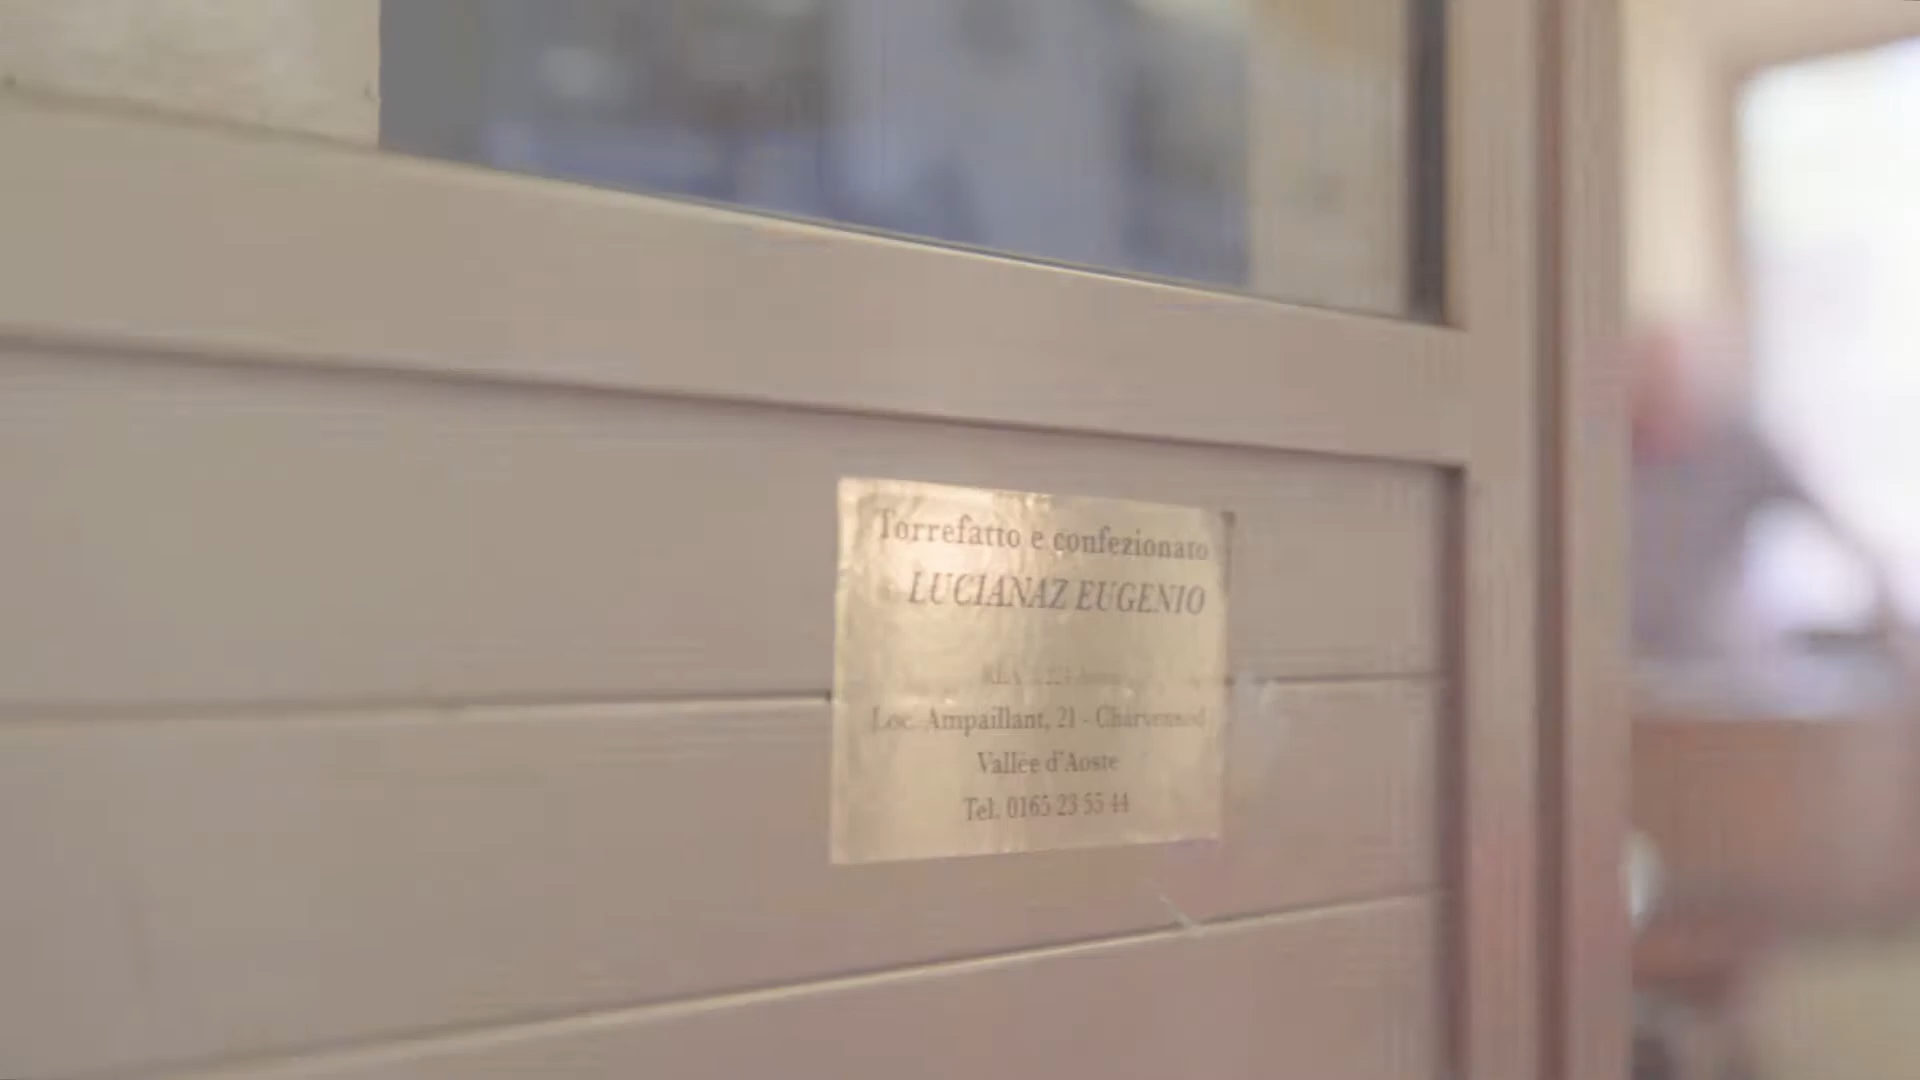 Torrefatto e confezionato
LUCIANAZ EUGENIO
Loc. Ampaillant, 21 - Charvensod
Vallée d'Aoste
Tel. 0165 23 55 44